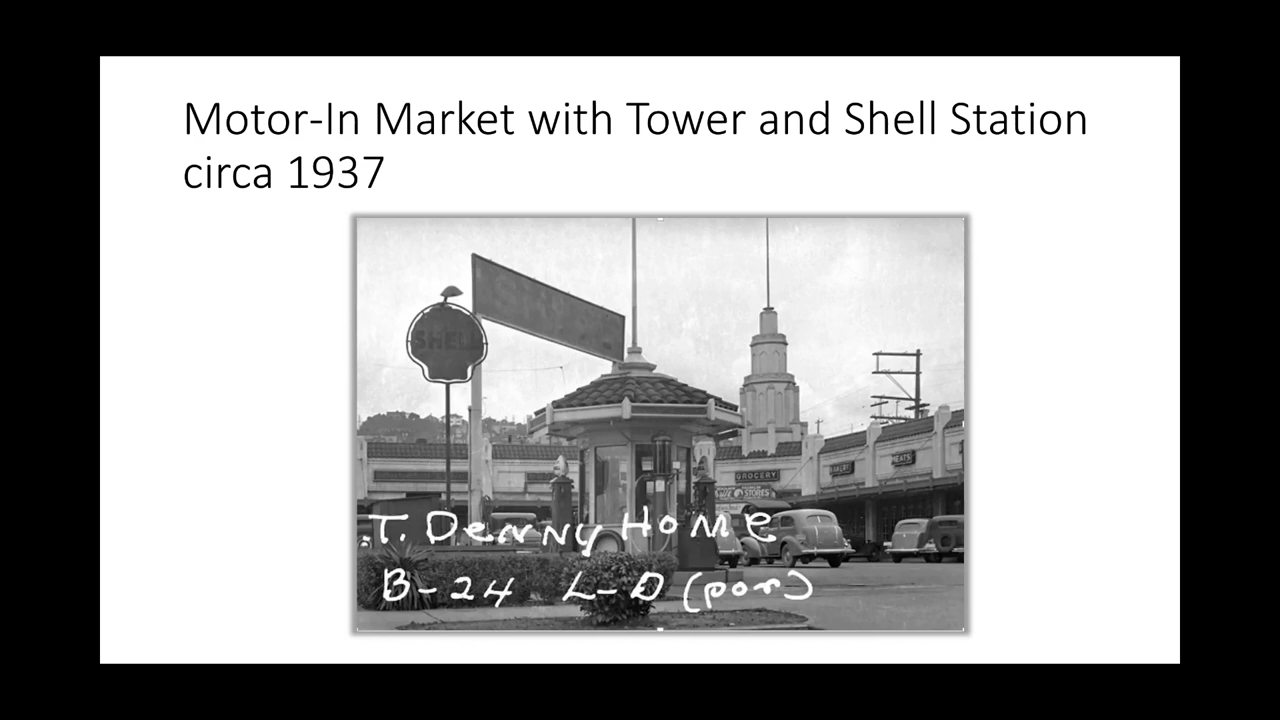 Motor-In Market with Tower and Shell Station
circa 1937
SHELL
GROCERY
BAKERY
MEATS
STORES
T. Denny Home
B-24 L-D (por)